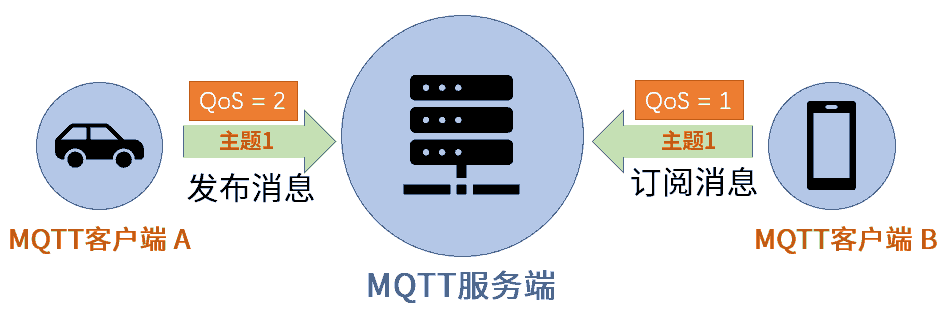 QoS = 2
主题1
发布消息
MQTT客户端 A
MQTT服务端
QoS = 1
主题1
订阅消息
MQTT客户端 B